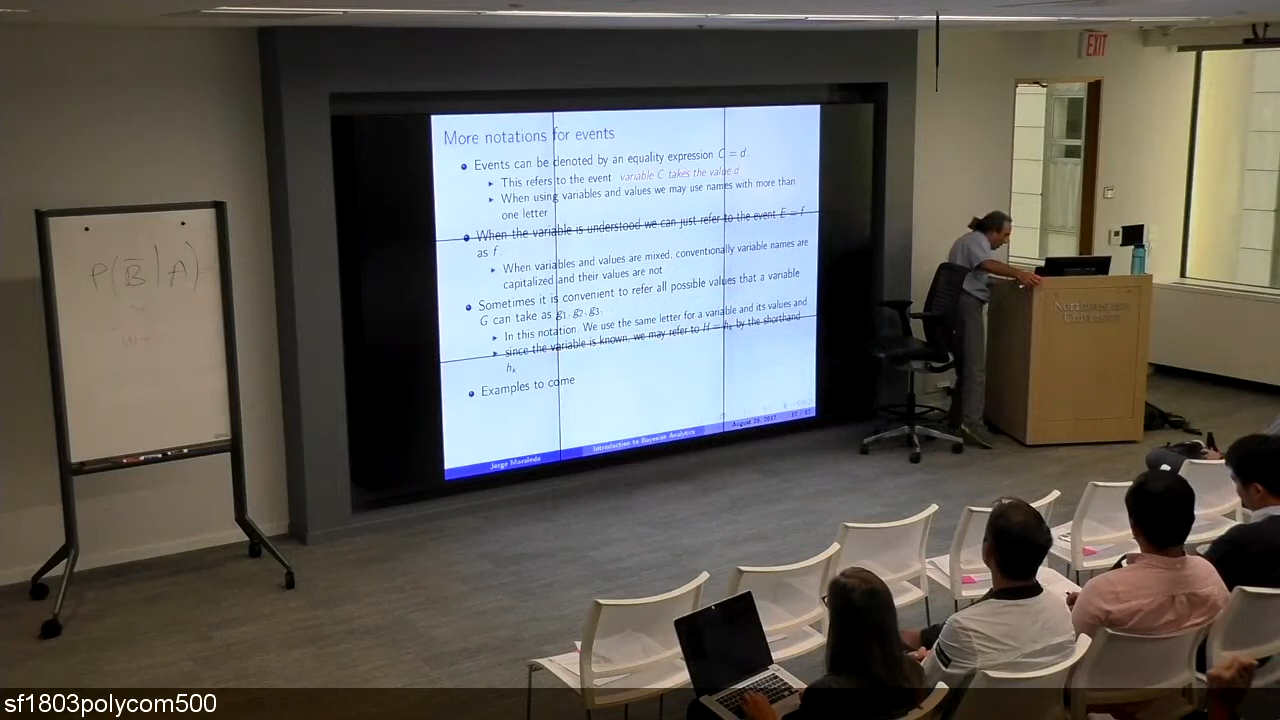 EXIT
More notations for events
Events can be denoted by an equality expression C = d.
This refers to the event: variable C takes the value d
When using variables and values we may use names with more than
one letter
When the variable is understood we can just refer to the event E = f
as f.
When variables and values are mixed, conventionally variable names are
capitalized and their values are not
Sometimes it is convenient to refer all possible values that a variable
G can take as g₁, g₂, g₃, ...
In this notation. We use the same letter for a variable and its values and
since the variable is known, we may refer to H = hₖ by the shorthand
hₖ
Examples to come
Jorge Moraleda
Introduction to Bayesian Analytics
August 29, 2017
P(B̄|A)
Northwestern
University
sf1803polycom500